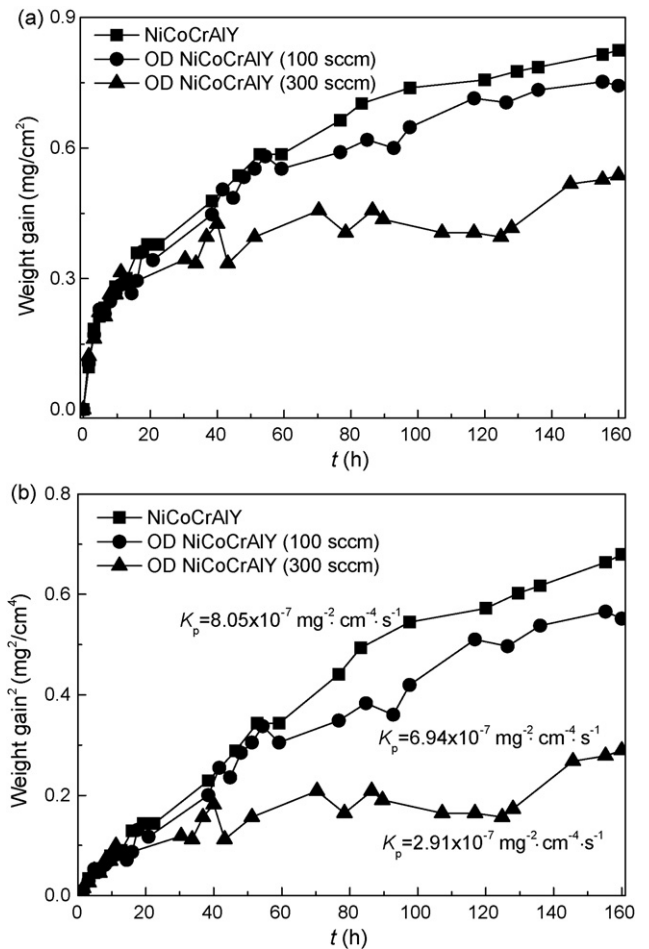 (a)
0.9
NiCoCrAlY
OD NiCoCrAlY (100 sccm)
OD NiCoCrAlY (300 sccm)
0.6
0.3
0.0
Weight gain (mg/cm²)
0 20 40 60 80 100 120 140 160
t (h)
(b)
0.8
NiCoCrAlY
OD NiCoCrAlY (100 sccm)
OD NiCoCrAlY (300 sccm)
0.6
Kp=8.05x10⁻⁷ mg⁻²· cm⁻⁴· s⁻¹
0.4
Kp=6.94x10⁻⁷ mg⁻²· cm⁻⁴· s⁻¹
0.2
Kp=2.91x10⁻⁷ mg⁻²· cm⁻⁴· s⁻¹
0.0
Weight gain² (mg²/cm⁴)
0 20 40 60 80 100 120 140 160
t (h)